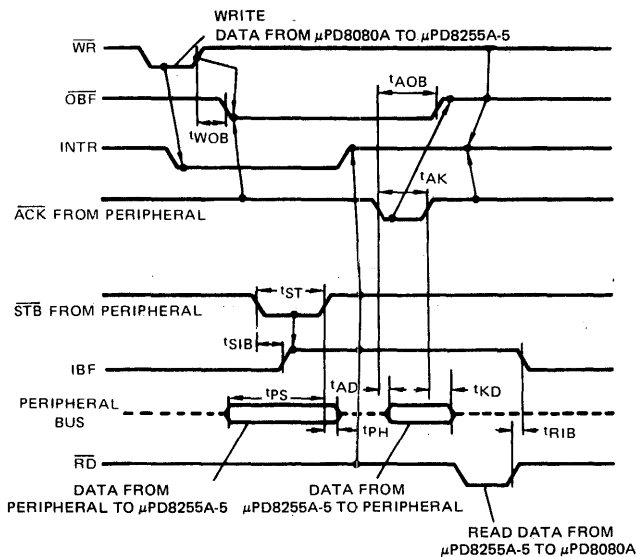 WRITE
DATA FROM μPD8080A TO μPD8255A-5
WR
tAOB
OBF
tWOB
INTR
tAK
ACK FROM PERIPHERAL
tST
STB FROM PERIPHERAL
tSIB
IBF
tPS
tAD
tKD
PERIPHERAL
BUS
tPH
tRIB
RD
DATA FROM
PERIPHERAL TO μPD8255A-5
DATA FROM
μPD8255A-5 TO PERIPHERAL
READ DATA FROM
μPD8255A-5 TO μPD8080A